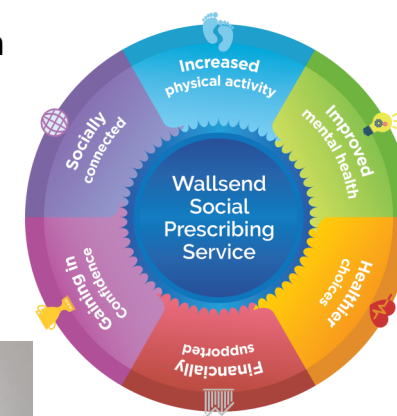 Wallsend
Social
Prescribing
Service
Increased
physical activity
Improved
mental health
Healthier
choices
Financially
supported
Gaining in
Confidence
Socially
connected